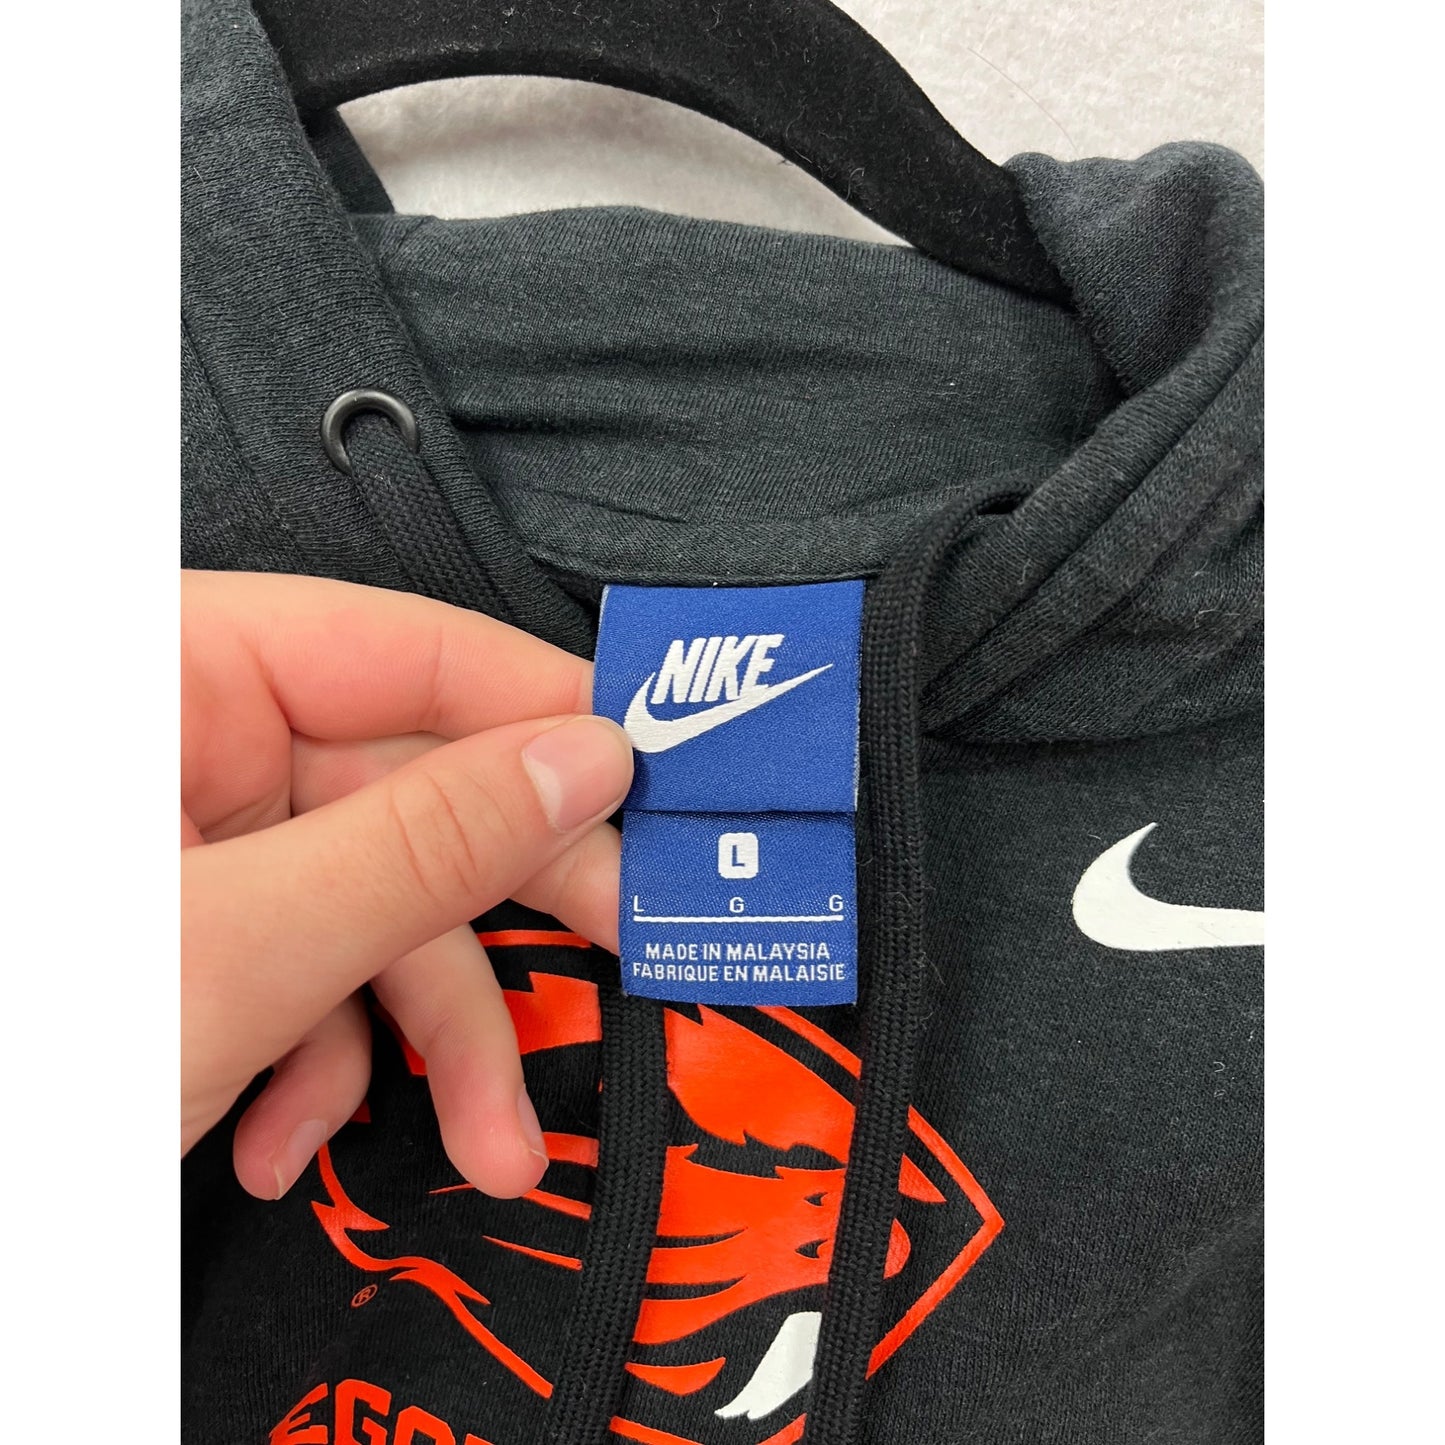 NIKE
L
L G G
MADE IN MALAYSIA
FABRIQUE EN MALAISIE
®